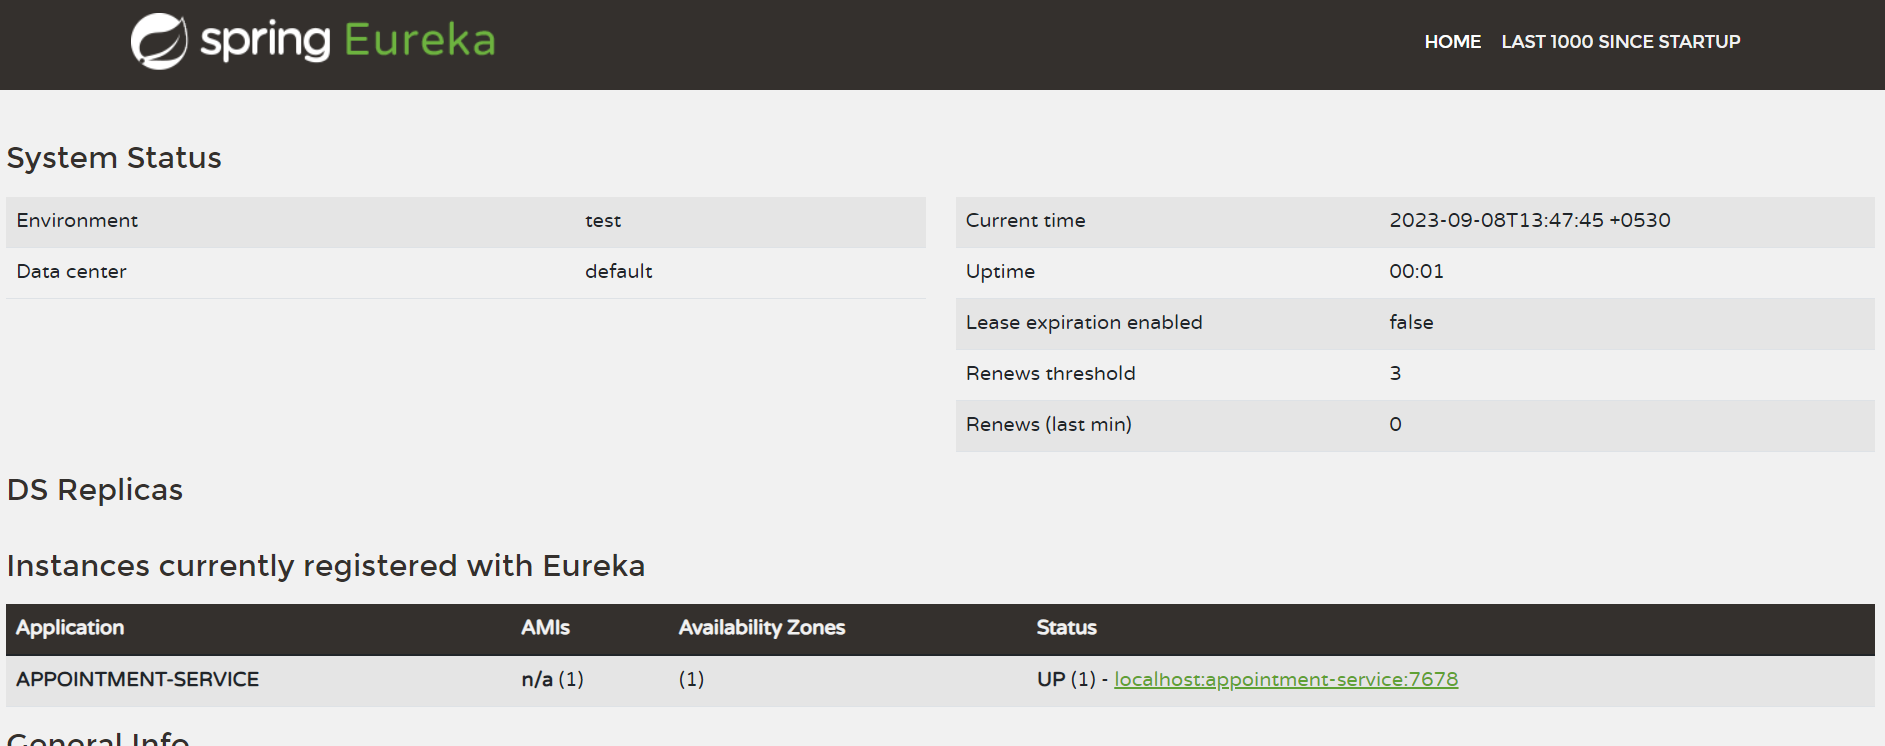 spring Eureka
HOME LAST 1000 SINCE STARTUP
System Status
Environment test
Data center default
Current time 2023-09-08T13:47:45 +0530
Uptime 00:01
Lease expiration enabled false
Renews threshold 3
Renews (last min) 0
DS Replicas
Instances currently registered with Eureka
Application AMIs Availability Zones Status
APPOINTMENT-SERVICE n/a (1) (1) UP (1) - localhost:appointment-service:7678
General Info